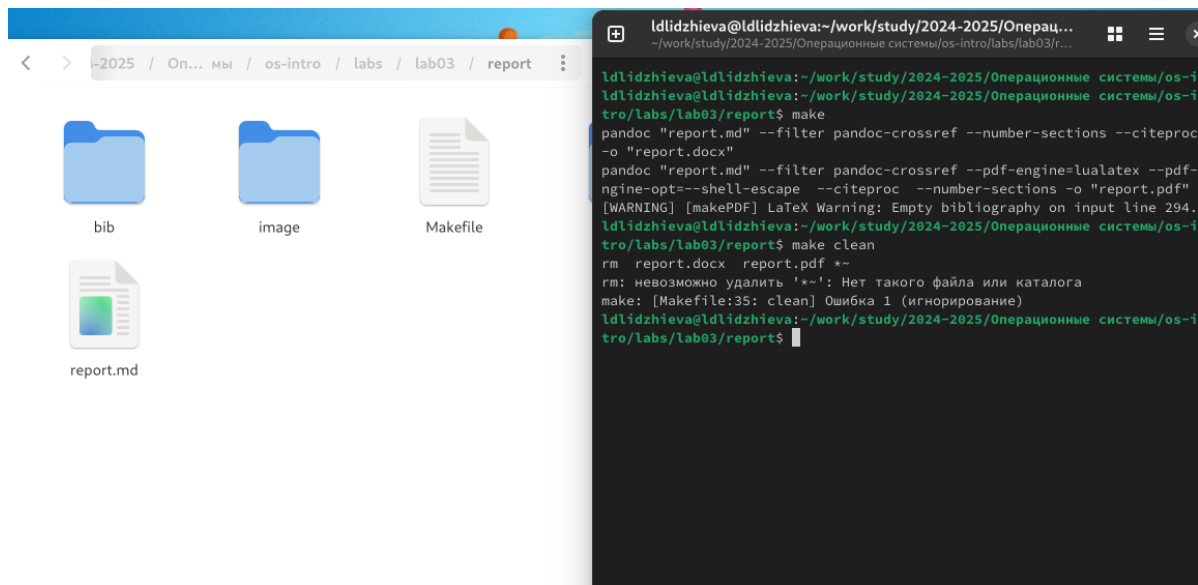 -2025 / Оп... мы / os-intro / labs / lab03 / report
bib
image
Makefile
report.md
ldlidzhieva@ldlidzhieva:~/work/study/2024-2025/Операц...
~/work/study/2024-2025/Операционные системы/os-intro/labs/lab03/r...
ldlidzhieva@ldlidzhieva:~/work/study/2024-2025/Операционные системы/os-i
ldlidzhieva@ldlidzhieva:~/work/study/2024-2025/Операционные системы/os-i
tro/labs/lab03/report$ make
pandoc "report.md" --filter pandoc-crossref --number-sections --citeproc
-o "report.docx"
pandoc "report.md" --filter pandoc-crossref --pdf-engine=lualatex --pdf-
ngine-opt=--shell-escape --citeproc --number-sections -o "report.pdf"
[WARNING] [makePDF] LaTeX Warning: Empty bibliography on input line 294.
ldlidzhieva@ldlidzhieva:~/work/study/2024-2025/Операционные системы/os-i
tro/labs/lab03/report$ make clean
rm report.docx report.pdf *~
rm: невозможно удалить '*~': Нет такого файла или каталога
make: [Makefile:35: clean] Ошибка 1 (игнорирование)
ldlidzhieva@ldlidzhieva:~/work/study/2024-2025/Операционные системы/os-i
tro/labs/lab03/report$